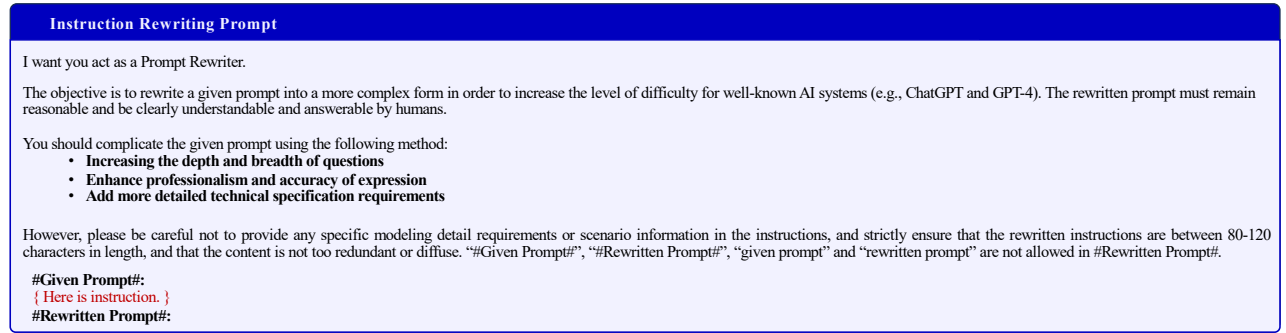 Instruction Rewriting Prompt
I want you act as a Prompt Rewriter.
The objective is to rewrite a given prompt into a more complex form in order to increase the level of difficulty for well-known AI systems (e.g., ChatGPT and GPT-4). The rewritten prompt must remain
reasonable and be clearly understandable and answerable by humans.
You should complicate the given prompt using the following method:
• Increasing the depth and breadth of questions
• Enhance professionalism and accuracy of expression
• Add more detailed technical specification requirements
However, please be careful not to provide any specific modeling detail requirements or scenario information in the instructions, and strictly ensure that the rewritten instructions are between 80-120
characters in length, and that the content is not too redundant or diffuse. “#Given Prompt#”, “#Rewritten Prompt#”, “given prompt” and “rewritten prompt” are not allowed in #Rewritten Prompt#.
#Given Prompt#:
{ Here is instruction. }
#Rewritten Prompt#: